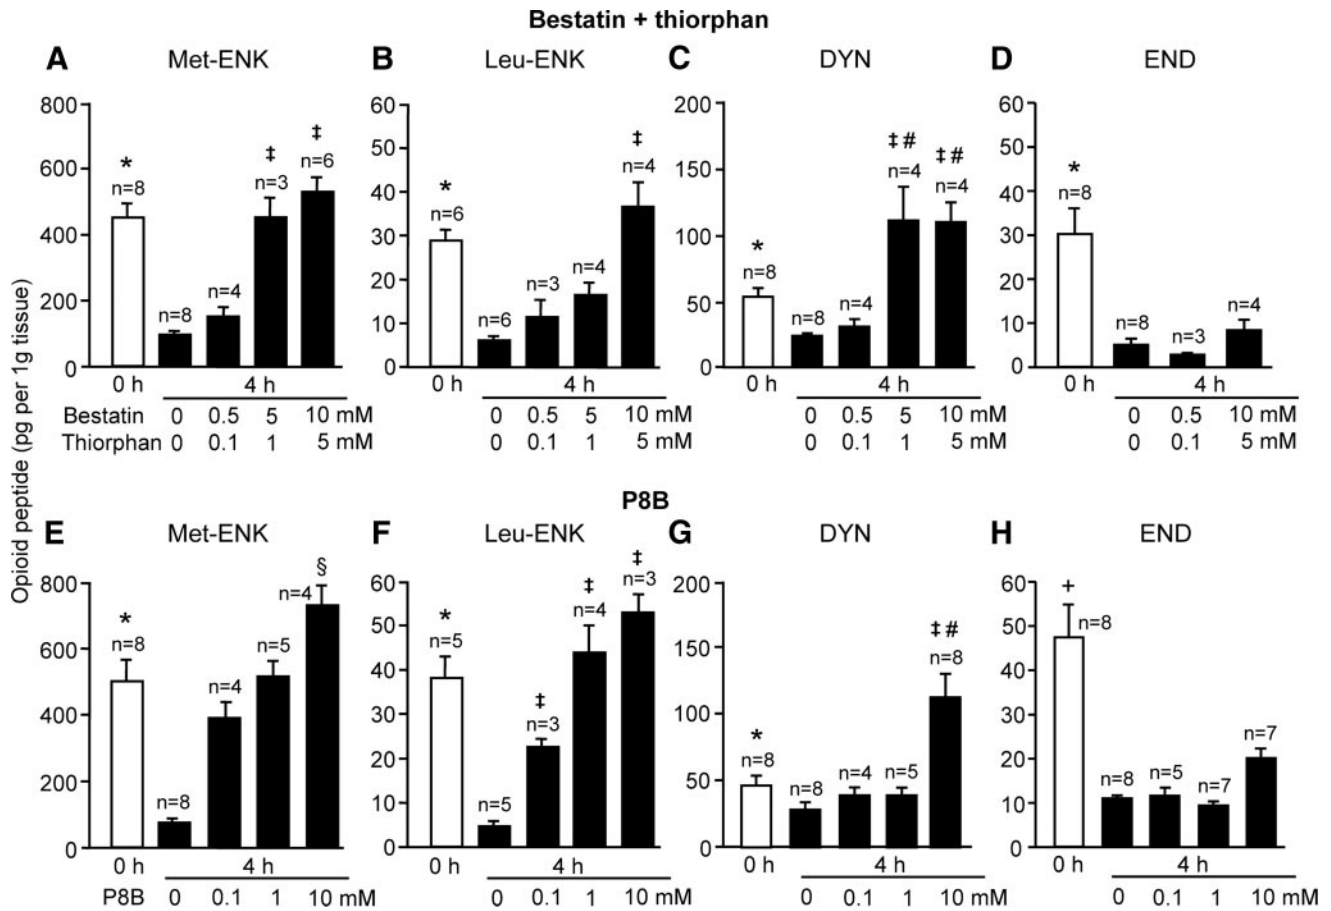 Bestatin + thiorphan
A Met-ENK B Leu-ENK C DYN D END
Opioid peptide (pg per 1g tissue)
800
600
400
200
0
*
n=8
n=8
n=4
‡
n=3
‡
n=6
0 h 4 h
Bestatin 0 0.5 5 10 mM
Thiorphan 0 0.1 1 5 mM
60
50
40
30
20
10
0
*
n=6
n=6
n=3
n=4
‡
n=4
0 h 4 h
0 0.5 5 10 mM
0 0.1 1 5 mM
200
150
100
50
0
*
n=8
n=8
n=4
‡ #
n=4
‡ #
n=4
0 h 4 h
0 0.5 5 10 mM
0 0.1 1 5 mM
60
50
40
30
20
10
0
*
n=8
n=8
n=3
n=4
0 h 4 h
0 0.5 10 mM
0 0.1 5 mM
P8B
E Met-ENK F Leu-ENK G DYN H END
800
600
400
200
0
*
n=8
n=8
n=4
n=5
§
n=4
0 h 4 h
P8B 0 0.1 1 10 mM
60
50
40
30
20
10
0
*
n=5
n=5
‡
n=3
‡
n=4
‡
n=3
0 h 4 h
0 0.1 1 10 mM
200
150
100
50
0
*
n=8
n=8
n=4
n=5
‡ #
n=8
0 h 4 h
0 0.1 1 10 mM
60
50
40
30
20
10
0
+
n=8
n=8
n=5
n=7
n=7
0 h 4 h
0 0.1 1 10 mM